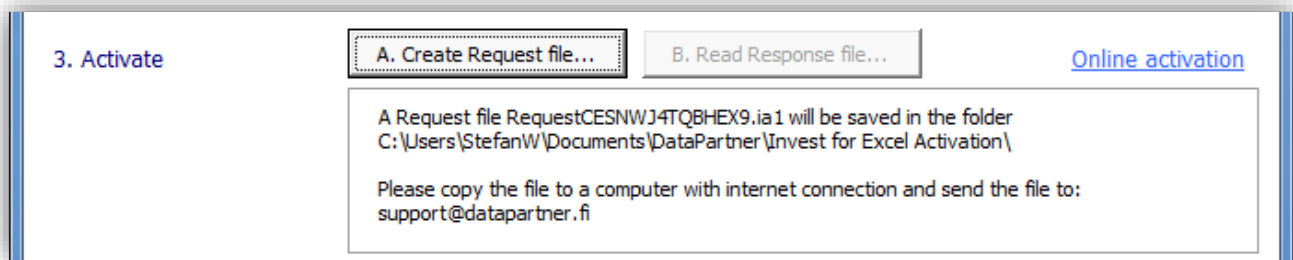 3. Activate
A. Create Request file...
B. Read Response file...
Online activation
A Request file RequestCESNWJ4TQBHEX9.ia1 will be saved in the folder
C:\Users\StefanW\Documents\DataPartner\Invest for Excel Activation\
Please copy the file to a computer with internet connection and send the file to:
support@datapartner.fi